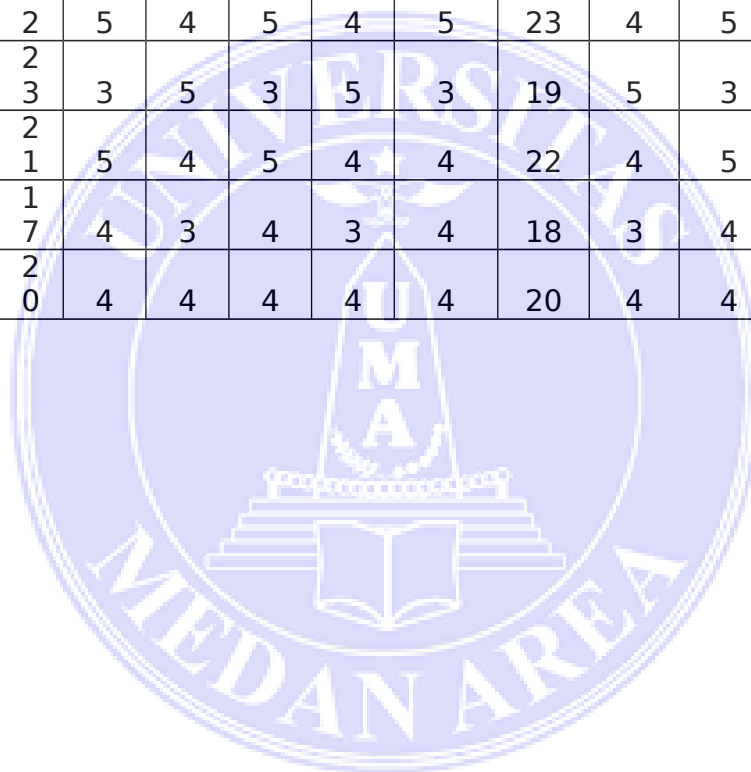 2 5 4 5 4 5 23 4 5
2
3 3 5 3 5 3 19 5 3
2
1 5 4 5 4 4 22 4 5
1
7 4 3 4 3 4 18 3 4
2
0 4 4 4 4 4 20 4 4
UNIVERSITAS
U
M
A
MEDAN AREA